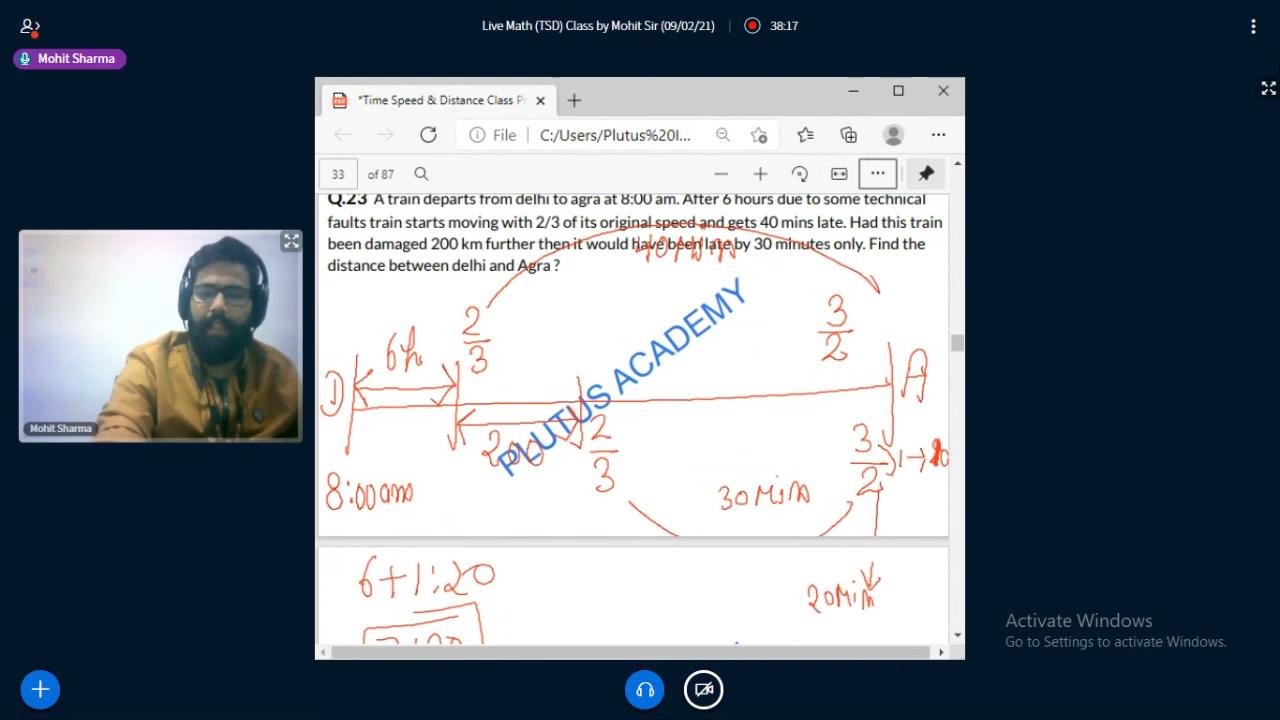 Live Math (TSD) Class by Mohit Sir (09/02/21)
38:17
Mohit Sharma
*Time Speed & Distance Class Pr
File
C:/Users/Plutus%20I...
33
of 87
Q.23 A train departs from delhi to agra at 8:00 am. After 6 hours due to some technical
faults train starts moving with 2/3 of its original speed and gets 40 mins late. Had this train
been damaged 200 km further then it would have been late by 30 minutes only. Find the
distance between delhi and Agra ?
40 Mins
2/3
3/2
6h
D
A
PLUTUS ACADEMY
200
2/3
3/2
8:00am
30 Min
6+1:20
20 Min
Mohit Sharma
Activate Windows
Go to Settings to activate Windows.